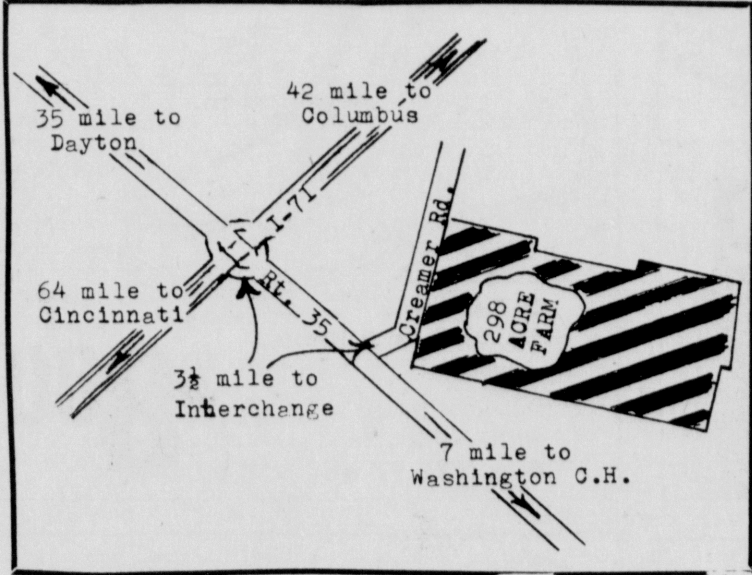 42 mile to
Columbus
35 mile to
Dayton
I-71
Creamer Rd.
Rt. 35
64 mile to
Cincinnati
298
ACRE
FARM
3½ mile to
Interchange
7 mile to
Washington C.H.